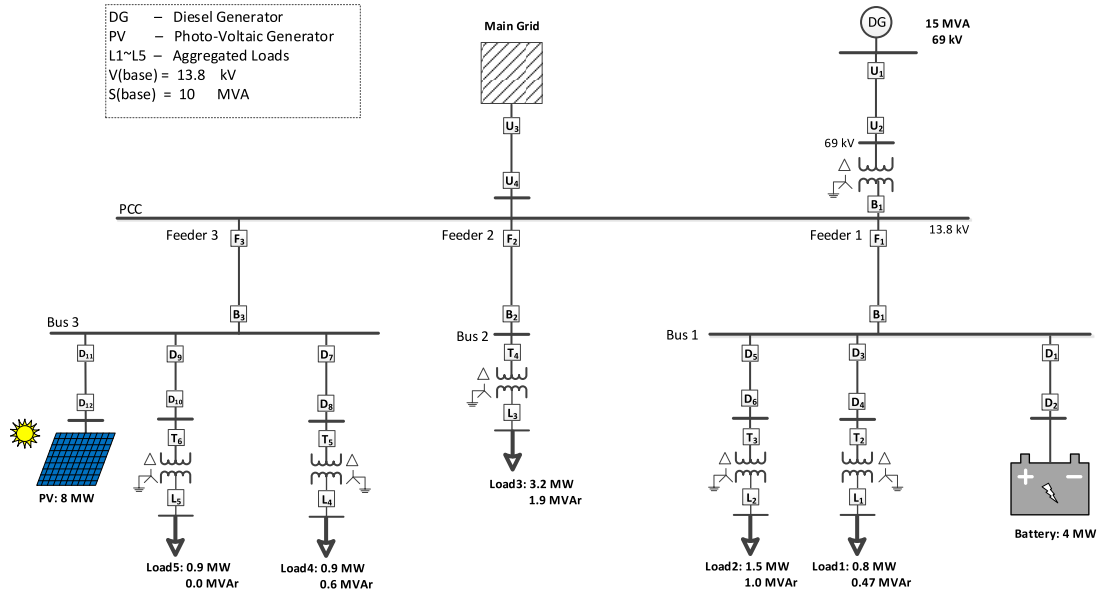 DG – Diesel Generator
PV – Photo-Voltaic Generator
L1~L5 – Aggregated Loads
V(base) = 13.8 kV
S(base) = 10 MVA
Main Grid
DG
15 MVA
69 kV
U1
U3
U2
69 kV
U4
B1
PCC
13.8 kV
Feeder 3
F3
Feeder 2
F2
Feeder 1
F1
B3
B2
B1
Bus 3
Bus 2
Bus 1
D11
D9
D7
T4
D5
D3
D1
D12
D10
D8
L3
D6
D4
D2
T6
T5
T3
T2
L5
L4
L2
L1
+ –
PV: 8 MW
Load3: 3.2 MW
1.9 MVAr
Battery: 4 MW
Load5: 0.9 MW
0.0 MVAr
Load4: 0.9 MW
0.6 MVAr
Load2: 1.5 MW
1.0 MVAr
Load1: 0.8 MW
0.47 MVAr